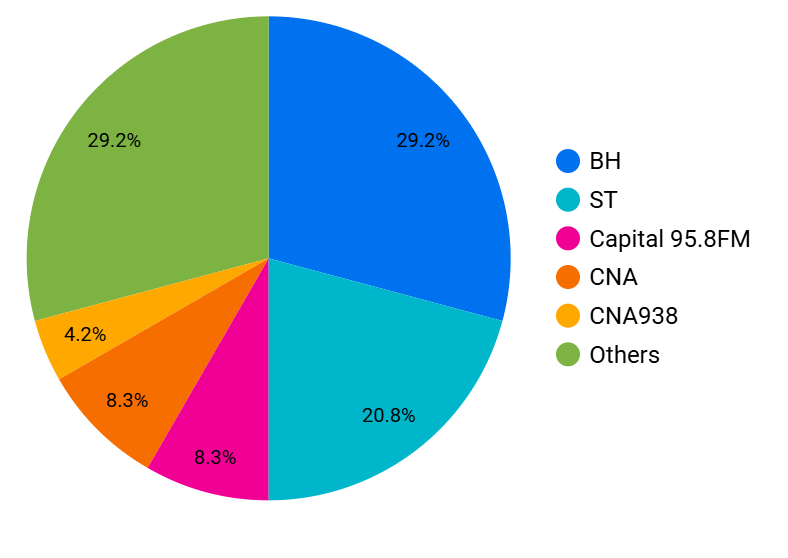 29.2%
29.2%
20.8%
8.3%
8.3%
4.2%
BH
ST
Capital 95.8FM
CNA
CNA938
Others